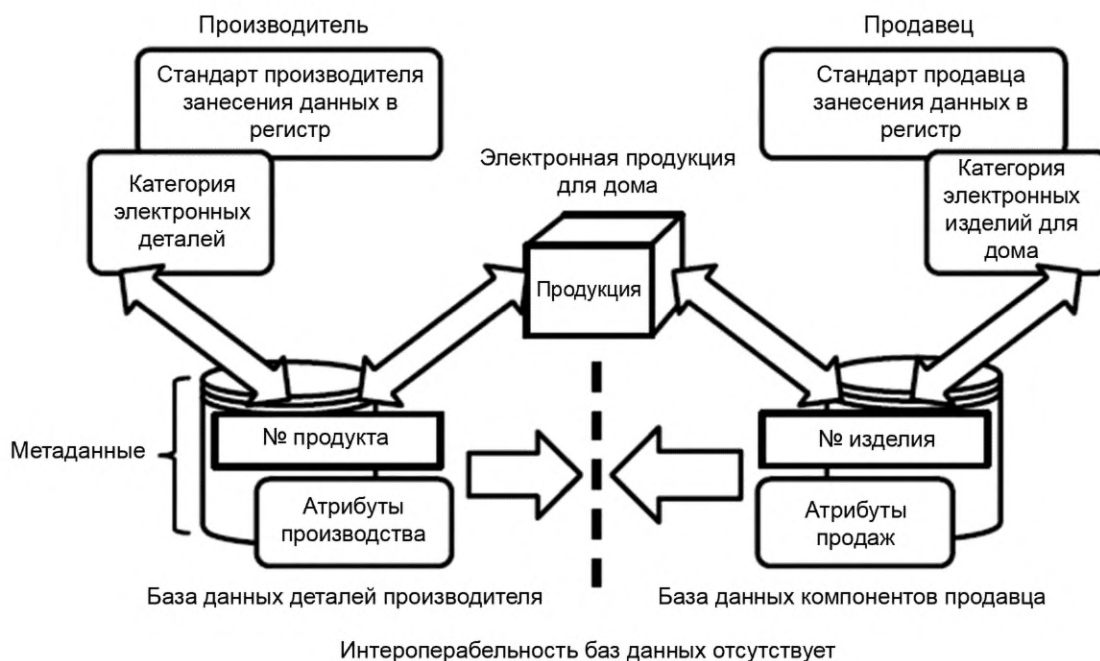 Производитель
Продавец
Стандарт производителя
занесения данных в
регистр
Стандарт продавца
занесения данных в
регистр
Категория
электронных
деталей
Электронная продукция
для дома
Категория
электронных
изделий для
дома
Продукция
№ продукта
№ изделия
Метаданные
Атрибуты
производства
Атрибуты
продаж
База данных деталей производителя
База данных компонентов продавца
Интероперабельность баз данных отсутствует